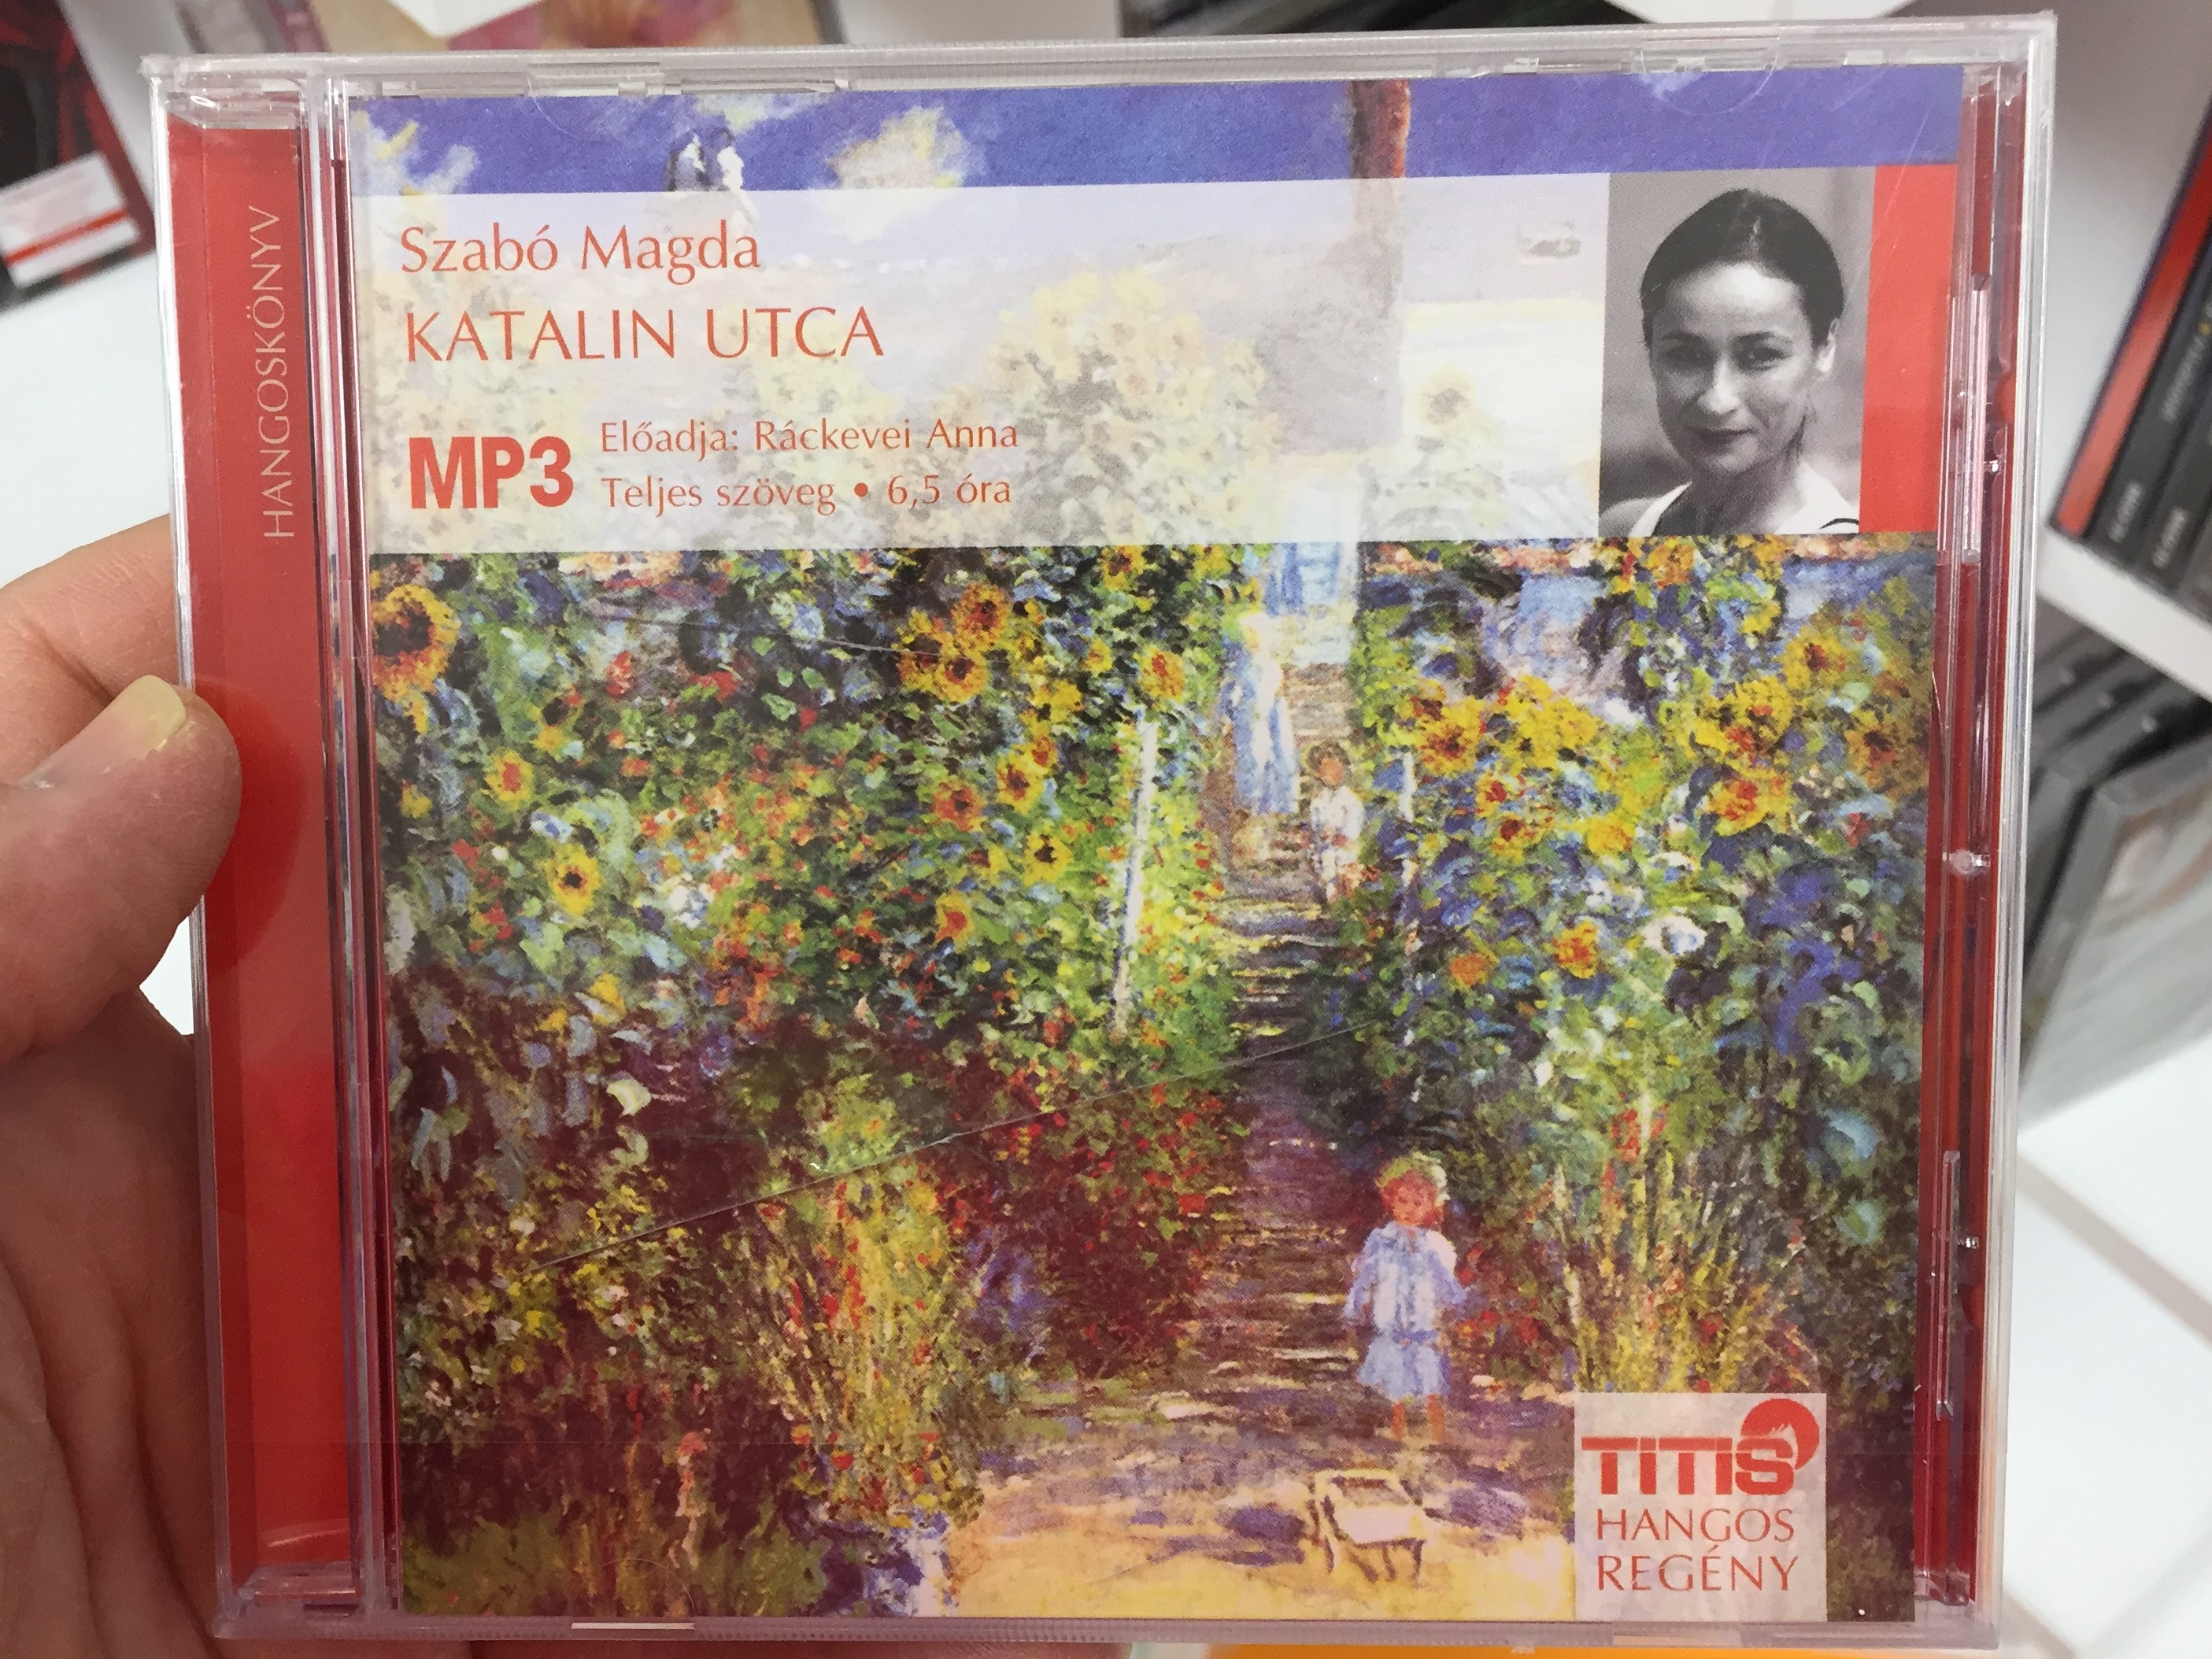 HANGOSKÖNYV
Szabó Magda
KATALIN UTCA
MP3
Előadja: Ráckevei Anna
Teljes szöveg • 6,5 óra
TITIS
HANGOS
REGÉNY